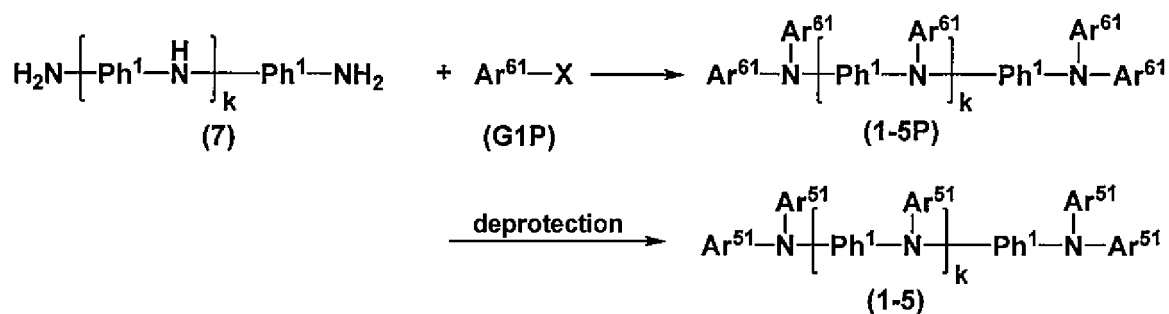 H₂N–[Ph¹–N(H)]k–Ph¹–NH₂ + Ar⁶¹–X → Ar⁶¹–N(Ar⁶¹)–[Ph¹–N(Ar⁶¹)]k–Ph¹–N(Ar⁶¹)–Ar⁶¹
(7) (G1P) (1-5P)
deprotection Ar⁵¹–N(Ar⁵¹)–[Ph¹–N(Ar⁵¹)]k–Ph¹–N(Ar⁵¹)–Ar⁵¹
(1-5)